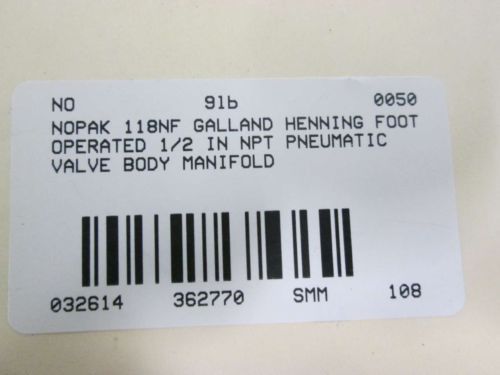 NO 9lb 0050
NOPAK 118NF GALLAND HENNING FOOT
OPERATED 1/2 IN NPT PNEUMATIC
VALVE BODY MANIFOLD
032614 362770 SMM 108